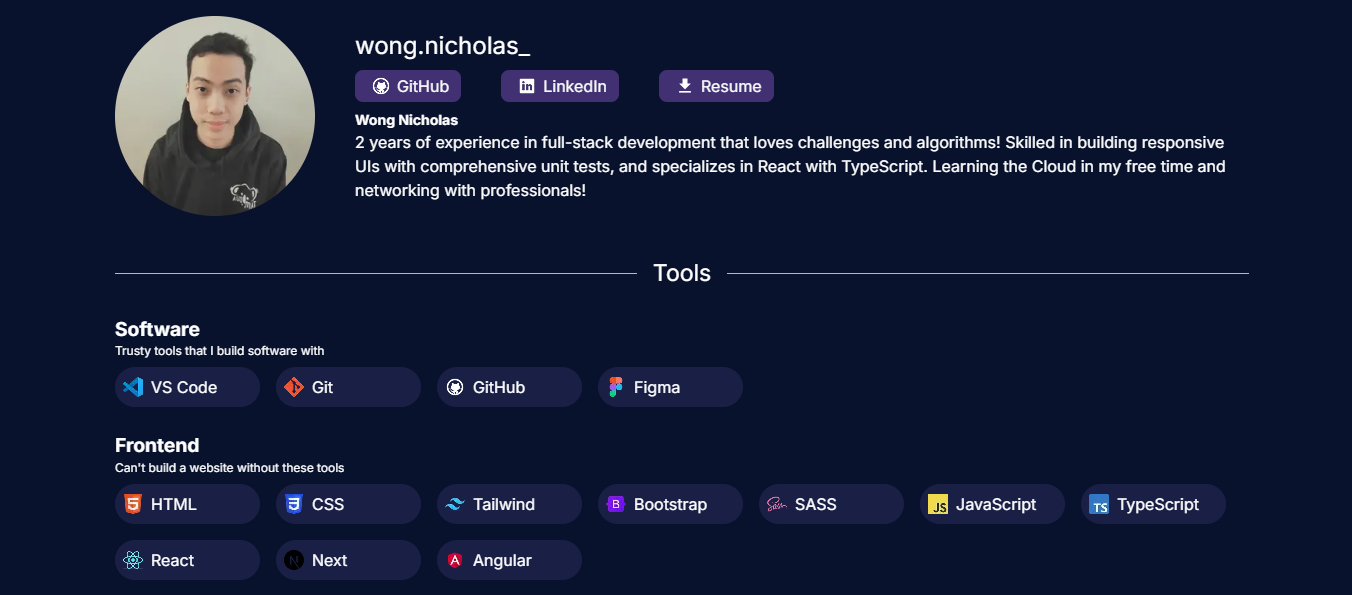 wong.nicholas_
GitHub LinkedIn Resume
Wong Nicholas
2 years of experience in full-stack development that loves challenges and algorithms! Skilled in building responsive
UIs with comprehensive unit tests, and specializes in React with TypeScript. Learning the Cloud in my free time and
networking with professionals!
Tools
Software
Trusty tools that I build software with
VS Code Git GitHub Figma
Frontend
Can't build a website without these tools
HTML CSS Tailwind Bootstrap SASS JavaScript TypeScript
React Next Angular